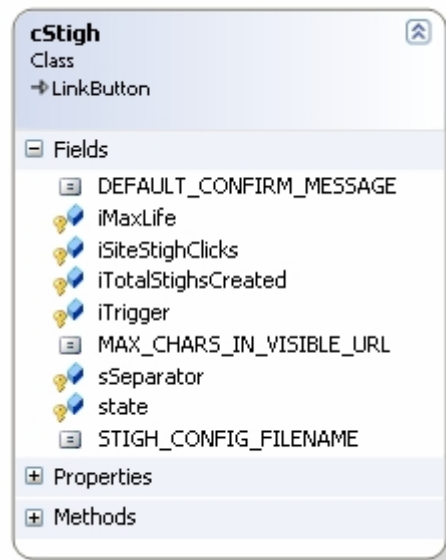 cStigh
Class
LinkButton
Fields
DEFAULT_CONFIRM_MESSAGE
iMaxLife
iSiteStighClicks
iTotalStighsCreated
iTrigger
MAX_CHARS_IN_VISIBLE_URL
sSeparator
state
STIGH_CONFIG_FILENAME
Properties
Methods